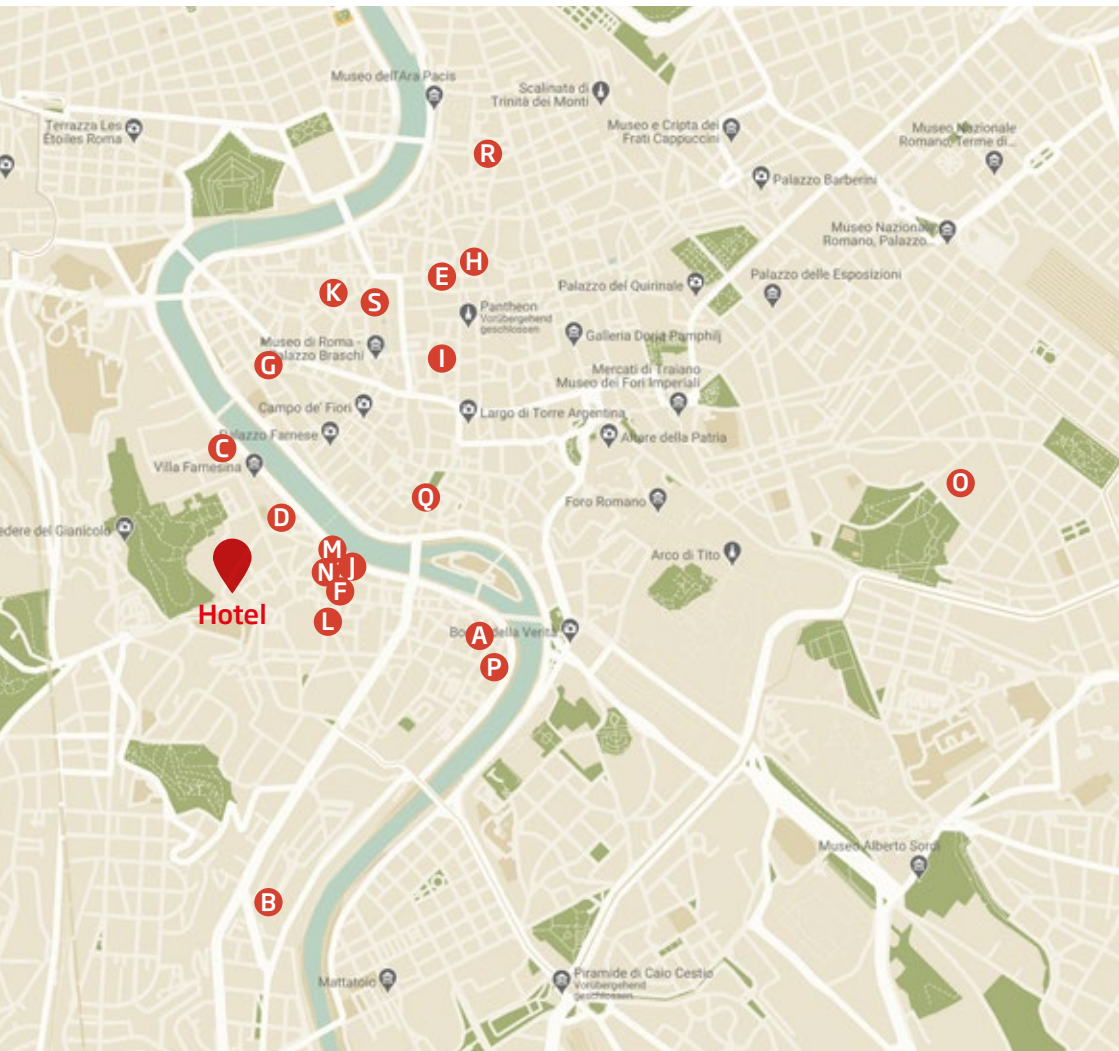 Museo dell'Ara Pacis
Scalinata di
Trinità dei Monti
Terrazza Les
Étoiles Roma
Museo e Cripta dei
Frati Cappuccini
Museo Nazionale
Romano, Terme di...
R
Palazzo Barberini
Museo Nazionale
Romano, Palazzo...
H
E
Palazzo delle Esposizioni
Palazzo del Quirinale
K
S
Pantheon
Vorübergehend
geschlossen
Galleria Doria Pamphilj
Museo di Roma -
Palazzo Braschi
I
G
Mercati di Traiano
Museo dei Fori Imperiali
Campo de' Fiori
Largo di Torre Argentina
Palazzo Farnese
Altare della Patria
C
Villa Farnesina
O
Q
Foro Romano
D
edere del Gianicolo
M
Arco di Tito
J
N
F
Hotel
L
A
della Verità
P
Museo Alberto Sordi
B
Mattatoio
Piramide di Caio Cestio
Vorübergehend
geschlossen